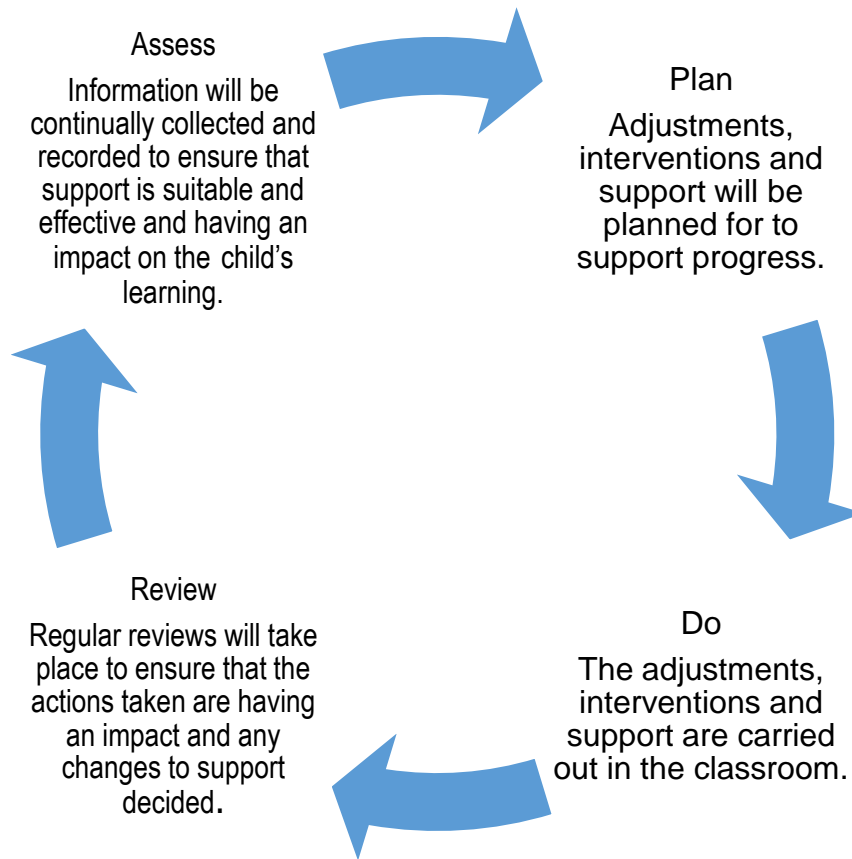 Assess
Information will be
continually collected and
recorded to ensure that
support is suitable and
effective and having an
impact on the child's
learning.
Plan
Adjustments,
interventions and
support will be
planned for to
support progress.
Do
The adjustments,
interventions and
support are carried
out in the classroom.
Review
Regular reviews will take
place to ensure that the
actions taken are having
an impact and any
changes to support
decided.